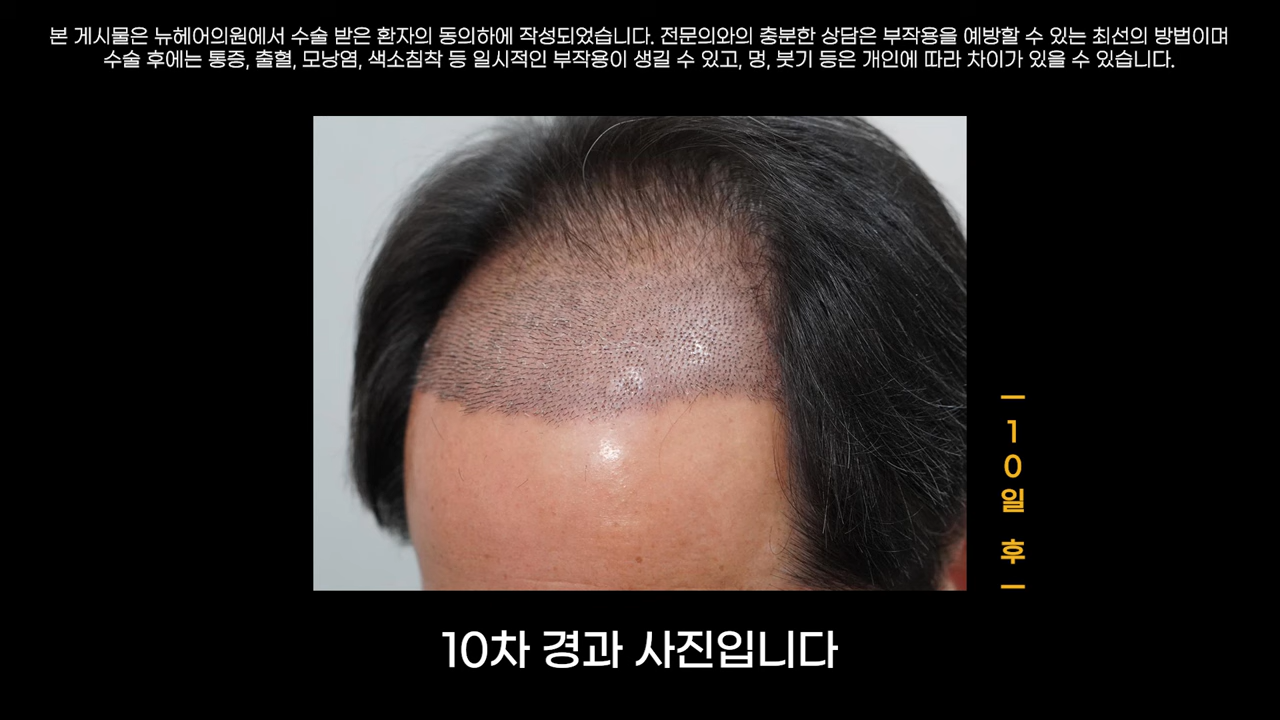 본 게시물은 뉴헤어의원에서 수술 받은 환자의 동의하에 작성되었습니다. 전문의와의 충분한 상담은 부작용을 예방할 수 있는 최선의 방법이며
수술 후에는 통증, 출혈, 모낭염, 색소침착 등 일시적인 부작용이 생길 수 있고, 멍, 붓기 등은 개인에 따라 차이가 있을 수 있습니다.
ㅡ10일 후ㅡ
10차 경과 사진입니다